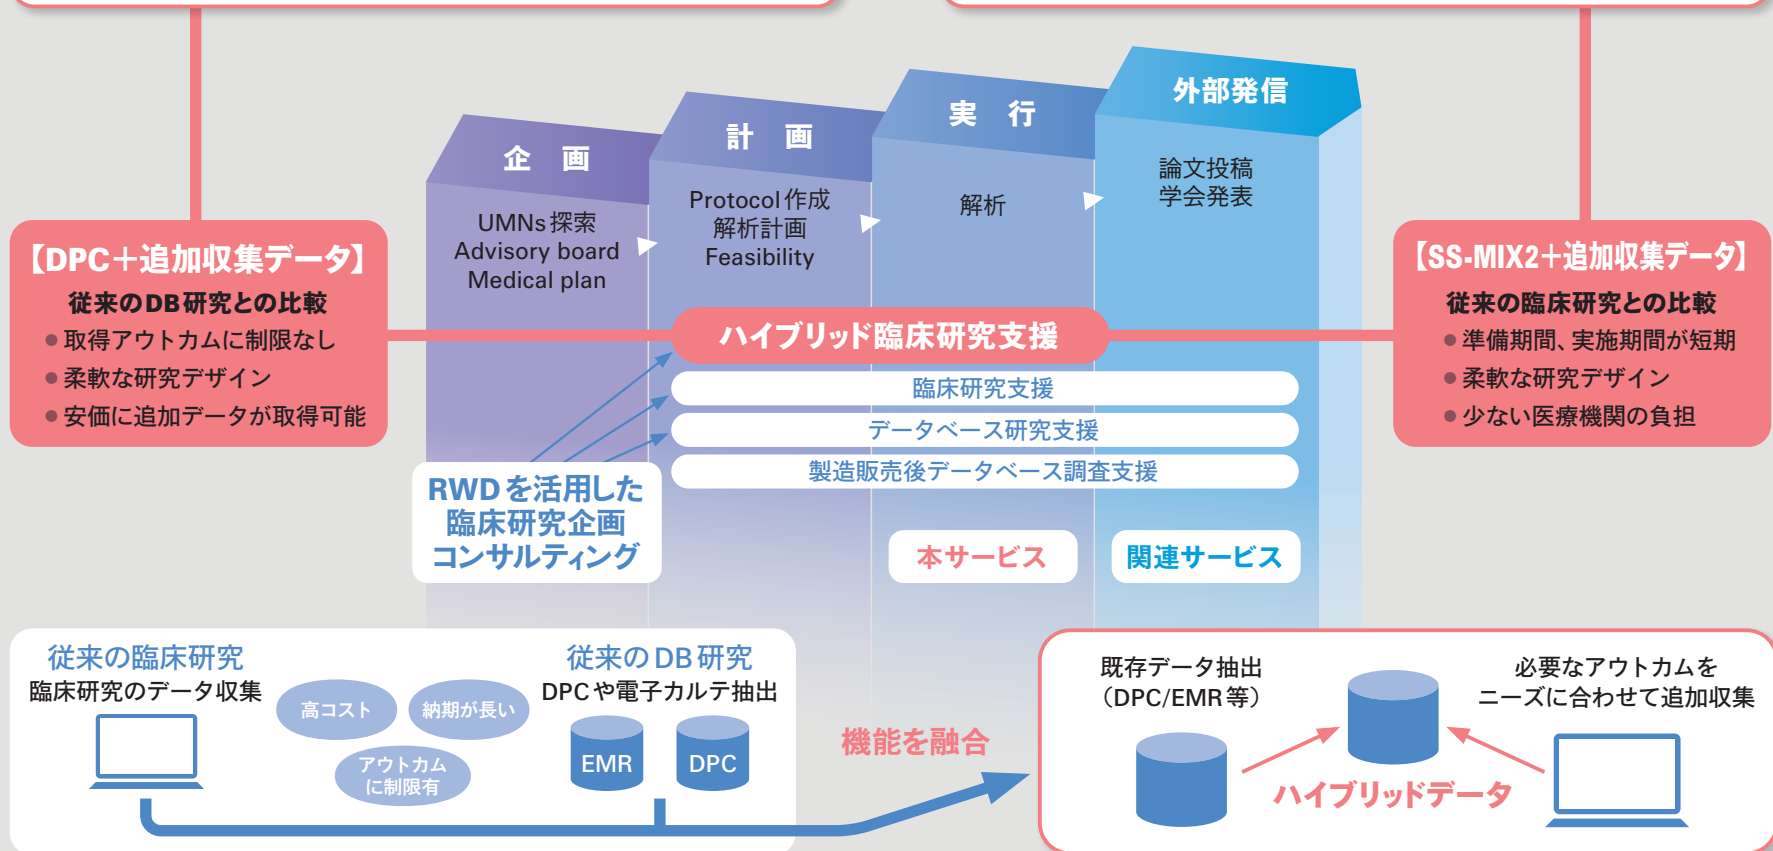 企 画
計 画
実 行
外部発信
UMNs探索
Advisory board
Medical plan
Protocol作成
解析計画
Feasibility
解析
論文投稿
学会発表
【DPC＋追加収集データ】
従来のDB研究との比較
● 取得アウトカムに制限なし
● 柔軟な研究デザイン
● 安価に追加データが取得可能
【SS-MIX2＋追加収集データ】
従来の臨床研究との比較
● 準備期間、実施期間が短期
● 柔軟な研究デザイン
● 少ない医療機関の負担
ハイブリッド臨床研究支援
臨床研究支援
データベース研究支援
製造販売後データベース調査支援
RWDを活用した
臨床研究企画
コンサルティング
本サービス
関連サービス
従来の臨床研究
臨床研究のデータ収集
高コスト
納期が長い
アウトカム
に制限有
従来のDB研究
DPCや電子カルテ抽出
EMR
DPC
機能を融合
既存データ抽出
（DPC/EMR等）
必要なアウトカムを
ニーズに合わせて追加収集
ハイブリッドデータ